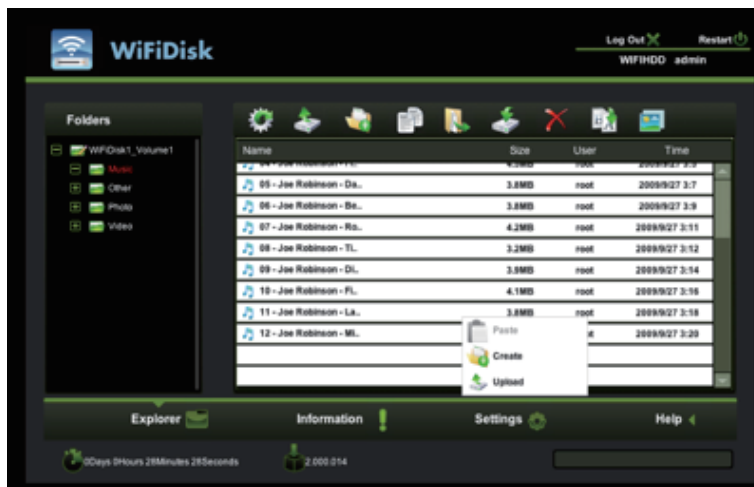 WiFiDisk
Log Out Restart
WIFIHDD admin
Folders
WiFiDisk1_Volume1
Music
Other
Photo
Video
Name Size User Time
05 - Joe Robinson - Da.. 3.8MB root 2009/9/27 3:7
06 - Joe Robinson - Be.. 3.8MB root 2009/9/27 3:9
07 - Joe Robinson - Ro.. 4.2MB root 2009/9/27 3:11
08 - Joe Robinson - Ti.. 3.2MB root 2009/9/27 3:12
09 - Joe Robinson - Di.. 3.9MB root 2009/9/27 3:14
10 - Joe Robinson - Fi.. 4.1MB root 2009/9/27 3:16
11 - Joe Robinson - La.. 3.8MB root 2009/9/27 3:18
12 - Joe Robinson - Mi.. 2009/9/27 3:20
Paste
Create
Upload
Explorer Information Settings Help
0Days 0Hours 28Minutes 28Seconds 2.000.014